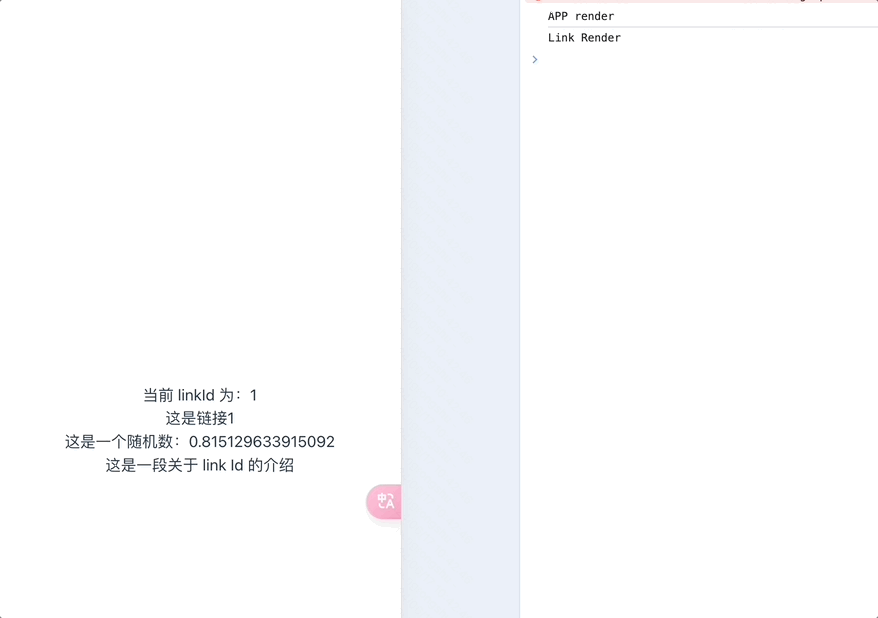 当前 linkId 为：1
这是链接1
这是一个随机数：0.815129633915092
这是一段关于 link Id 的介绍
APP render
Link Render